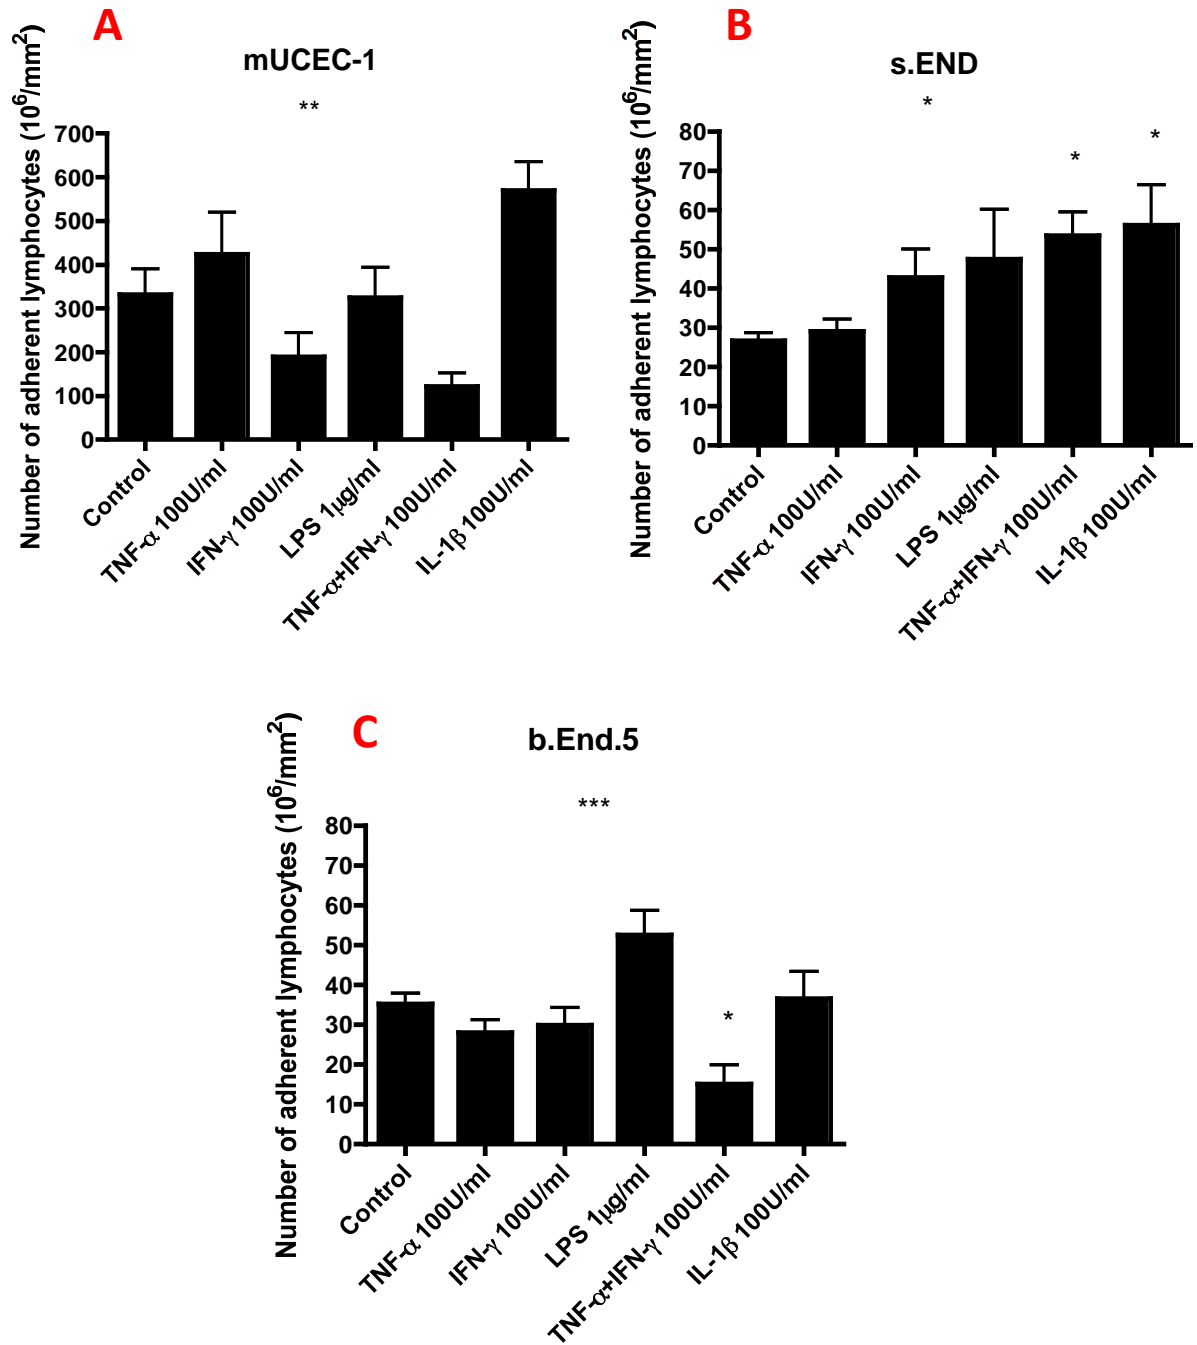 A
mUCEC-1
**
Number of adherent lymphocytes (10⁶/mm²)
700
600
500
400
300
200
100
0
Control
TNF-α 100U/ml
IFN-γ 100U/ml
LPS 1μg/ml
TNF-α+IFN-γ 100U/ml
IL-1β 100U/ml
B
s.END
*
*
*
Number of adherent lymphocytes (10⁶/mm²)
80
70
60
50
40
30
20
10
0
Control
TNF-α 100U/ml
IFN-γ 100U/ml
LPS 1μg/ml
TNF-α+IFN-γ 100U/ml
IL-1β 100U/ml
C
b.End.5
***
*
Number of adherent lymphocytes (10⁶/mm²)
80
70
60
50
40
30
20
10
0
Control
TNF-α 100U/ml
IFN-γ 100U/ml
LPS 1μg/ml
TNF-α+IFN-γ 100U/ml
IL-1β 100U/ml